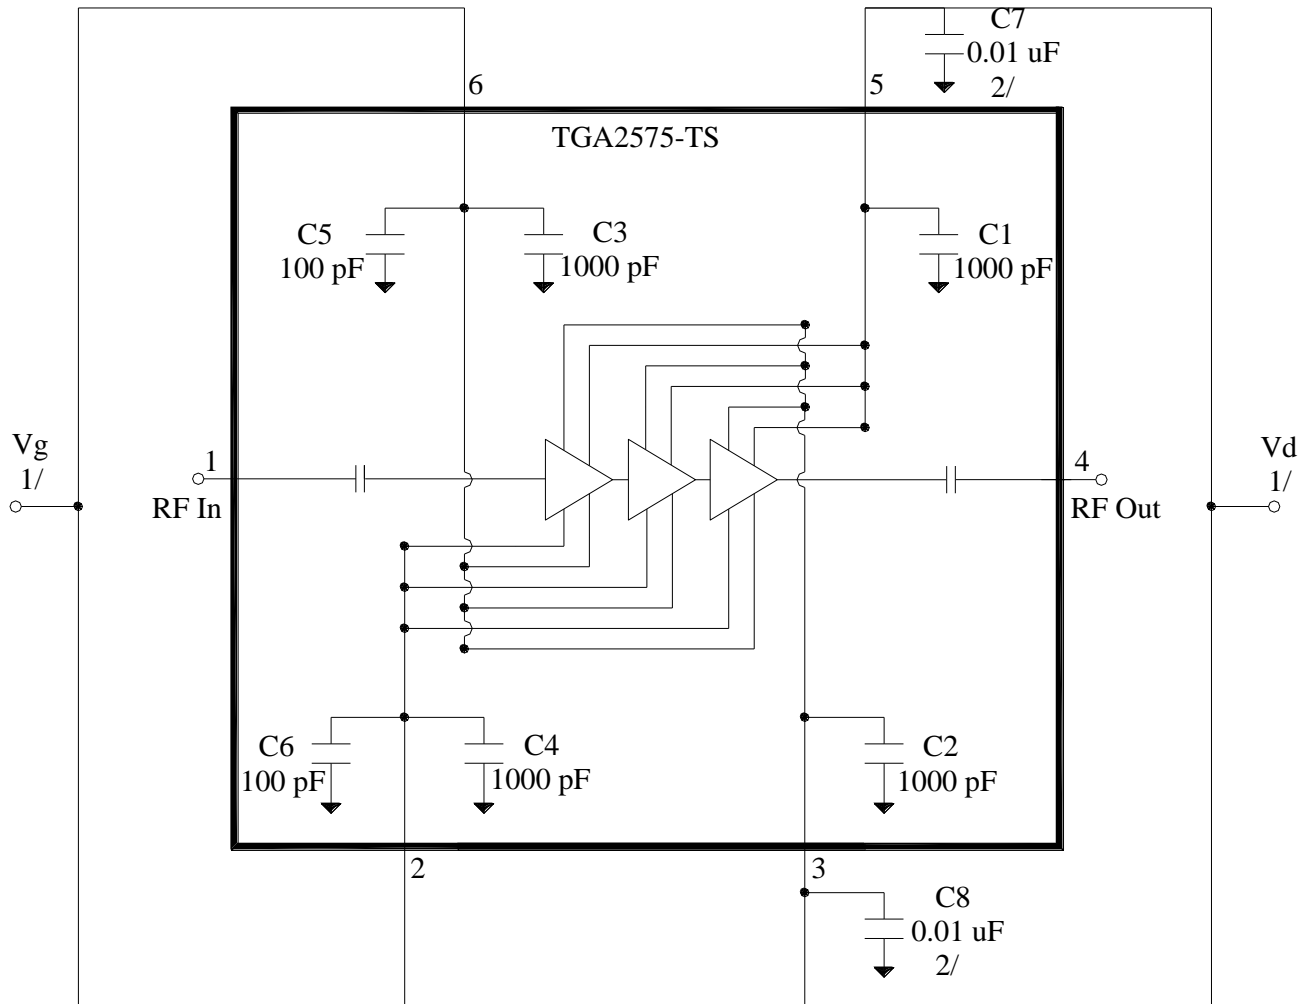 C7
0.01 uF
2/
6
5
TGA2575-TS
C5
100 pF
C3
1000 pF
C1
1000 pF
Vg
1/
1
RF In
4
RF Out
Vd
1/
C6
100 pF
C4
1000 pF
C2
1000 pF
2
3
C8
0.01 uF
2/